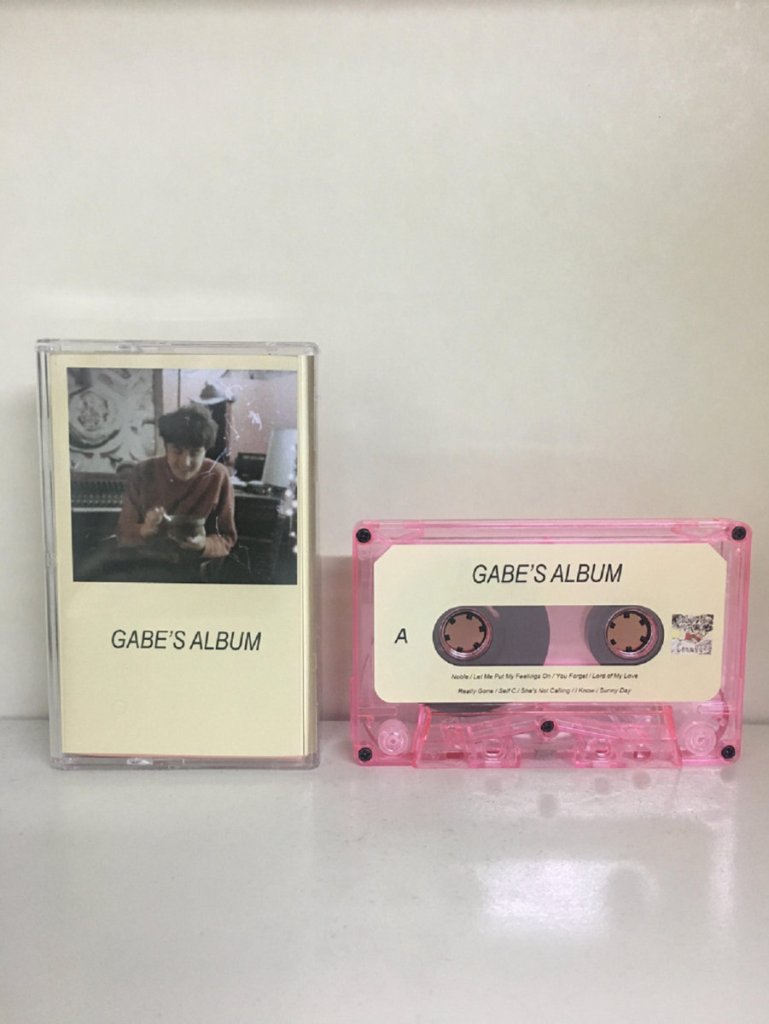 GABE'S ALBUM
GABE'S ALBUM
A
Noble / Let Me Put My Feelings On / You Forget / Lord of My Love
Really Gone / Self C / She's Not Calling / I Know / Sunny Day